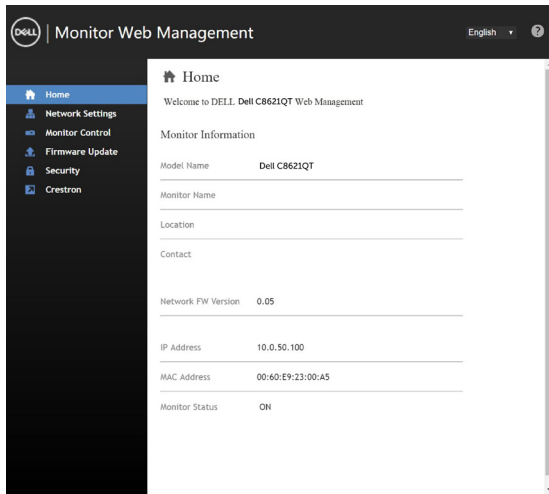 DELL | Monitor Web Management
English
?
Home
Network Settings
Monitor Control
Firmware Update
Security
Crestron
Home
Welcome to DELL Dell C8621QT Web Management
Monitor Information
Model Name Dell C8621QT
Monitor Name
Location
Contact
Network FW Version 0.05
IP Address 10.0.50.100
MAC Address 00:60:E9:23:00:A5
Monitor Status ON